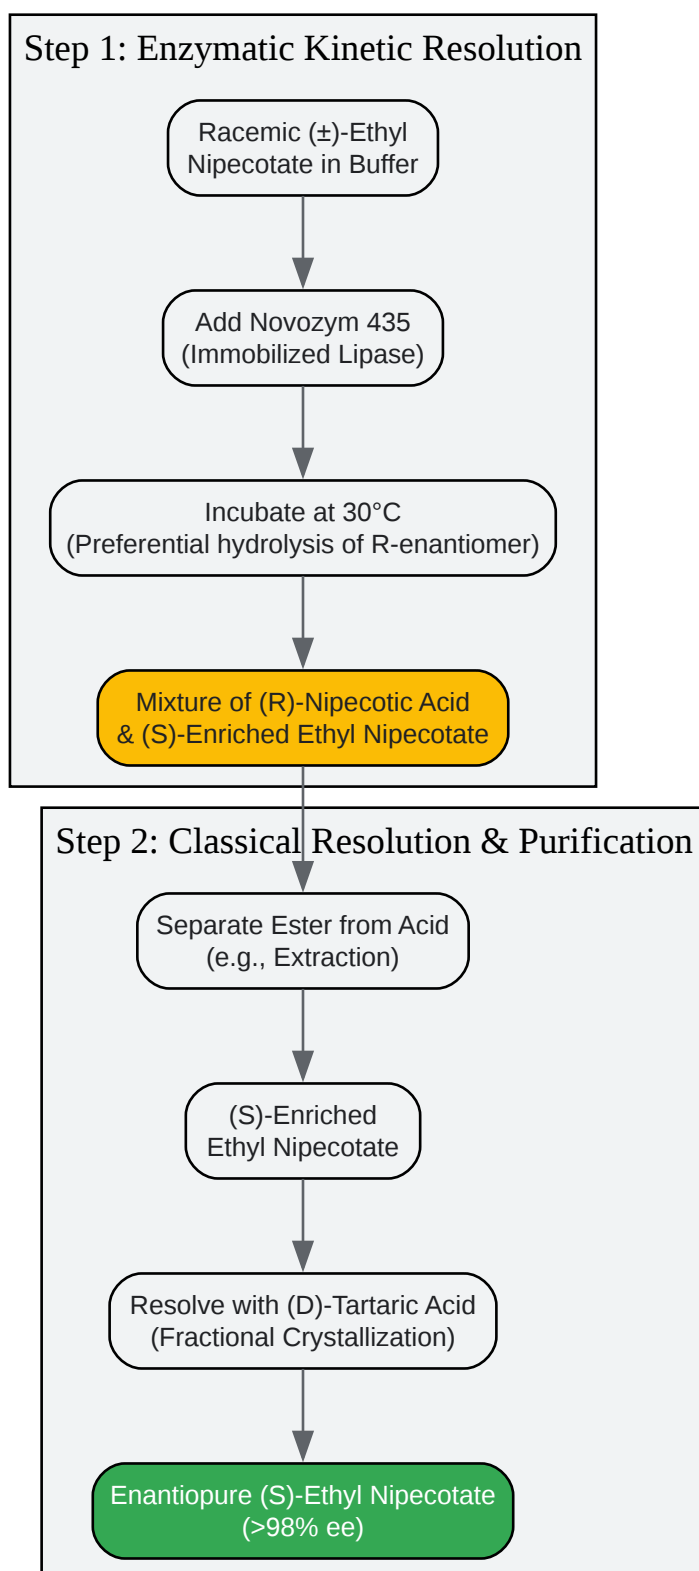 Step 1: Enzymatic Kinetic Resolution
Racemic (±)-Ethyl
Nipecotate in Buffer
Add Novozym 435
(Immobilized Lipase)
Incubate at 30°C
(Preferential hydrolysis of R-enantiomer)
Mixture of (R)-Nipecotic Acid
& (S)-Enriched Ethyl Nipecotate
Step 2: Classical Resolution & Purification
Separate Ester from Acid
(e.g., Extraction)
(S)-Enriched
Ethyl Nipecotate
Resolve with (D)-Tartaric Acid
(Fractional Crystallization)
Enantiopure (S)-Ethyl Nipecotate
(>98% ee)